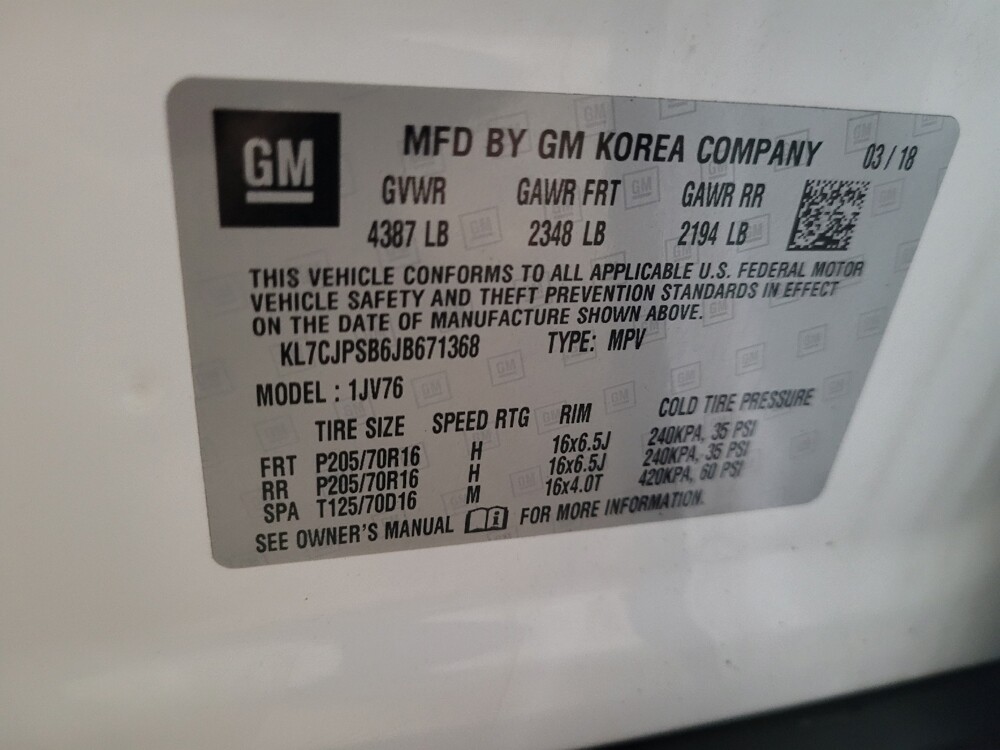 GM
MFD BY GM KOREA COMPANY 03/18
GVWR GAWR FRT GAWR RR
4387 LB 2348 LB 2194 LB
THIS VEHICLE CONFORMS TO ALL APPLICABLE U.S. FEDERAL MOTOR
VEHICLE SAFETY AND THEFT PREVENTION STANDARDS IN EFFECT
ON THE DATE OF MANUFACTURE SHOWN ABOVE.
KL7CJPSB6JB671368 TYPE: MPV
MODEL : 1JV76
TIRE SIZE SPEED RTG RIM COLD TIRE PRESSURE
FRT P205/70R16 H 16x6.5J 240KPA, 35 PSI
RR P205/70R16 H 16x6.5J 240KPA, 35 PSI
SPA T125/70D16 M 16x4.0T 420KPA, 60 PSI
SEE OWNER'S MANUAL FOR MORE INFORMATION.